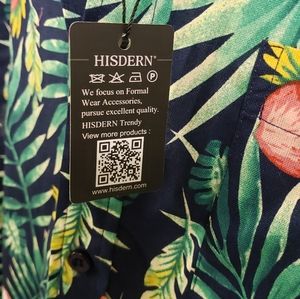 HISDERN®
P
We focus on Formal
Wear Accessories,
pursue excellent quality.
HISDERN Trendy
View more products :
www.hisdern.com